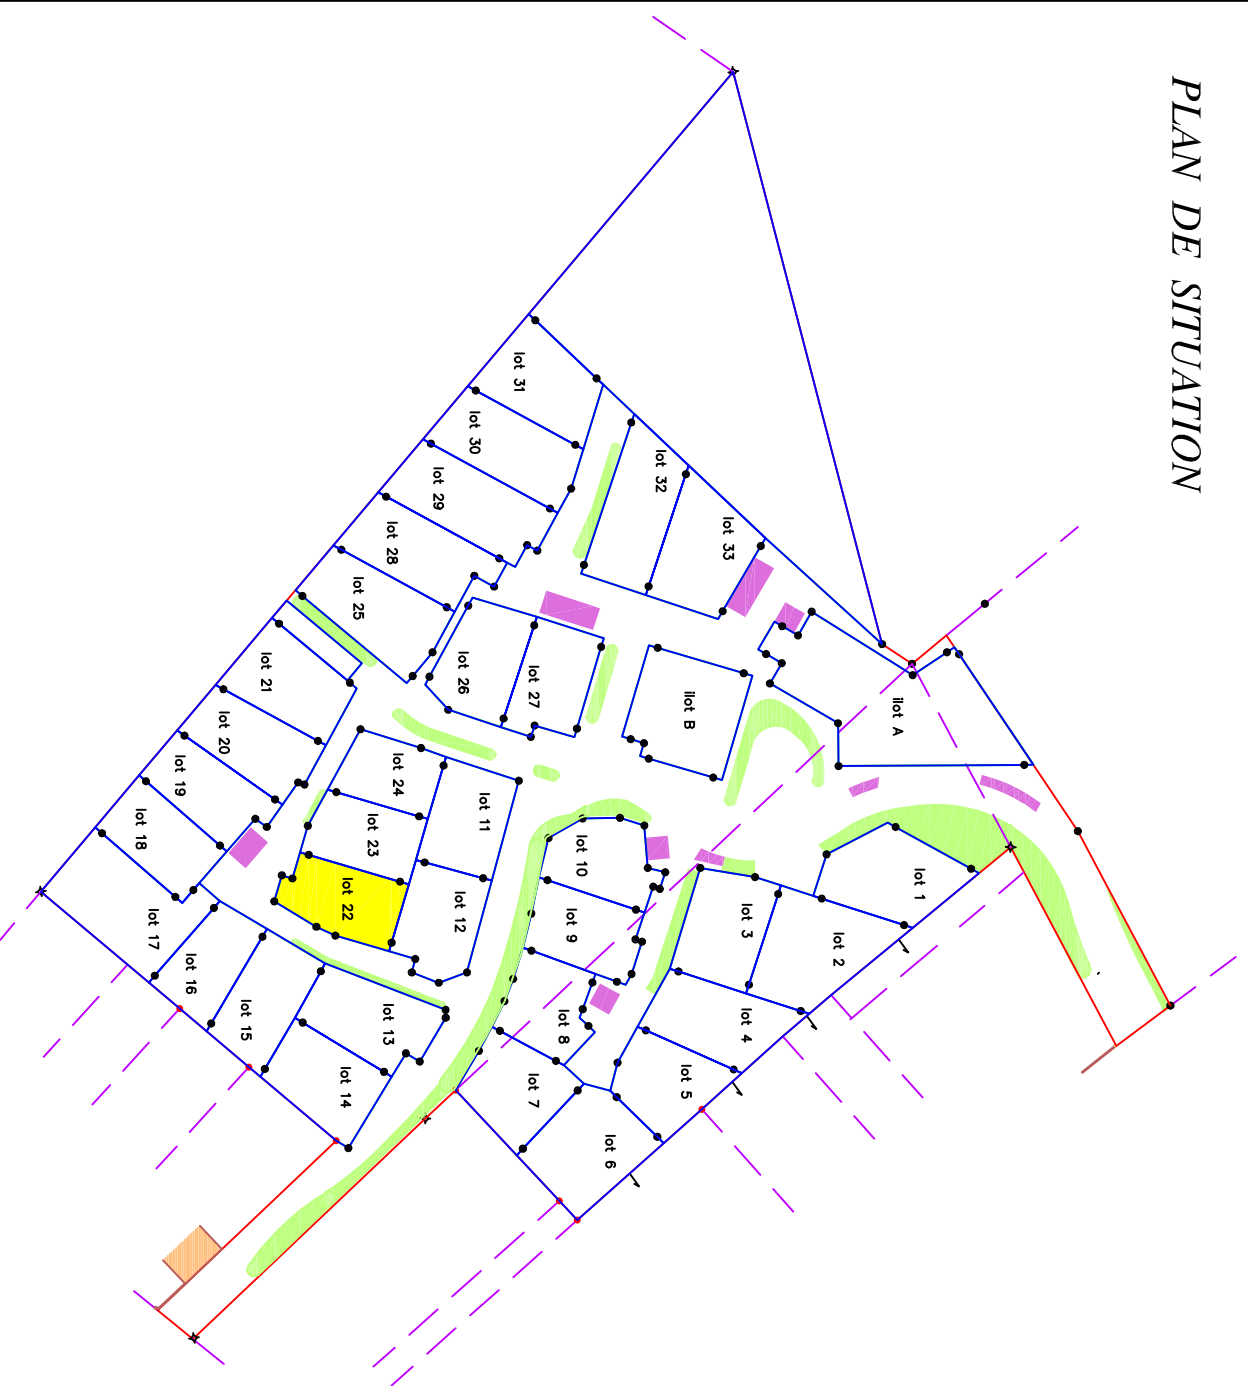 PLAN DE SITUATION
lot 31
lot 30
lot 29
lot 28
lot 25
lot 32
lot 33
lot 26
lot 27
ilot B
ilot A
lot 21
lot 20
lot 19
lot 18
lot 17
lot 16
lot 15
lot 14
lot 13
lot 24
lot 23
lot 22
lot 11
lot 12
lot 10
lot 9
lot 8
lot 7
lot 6
lot 5
lot 4
lot 3
lot 2
lot 1